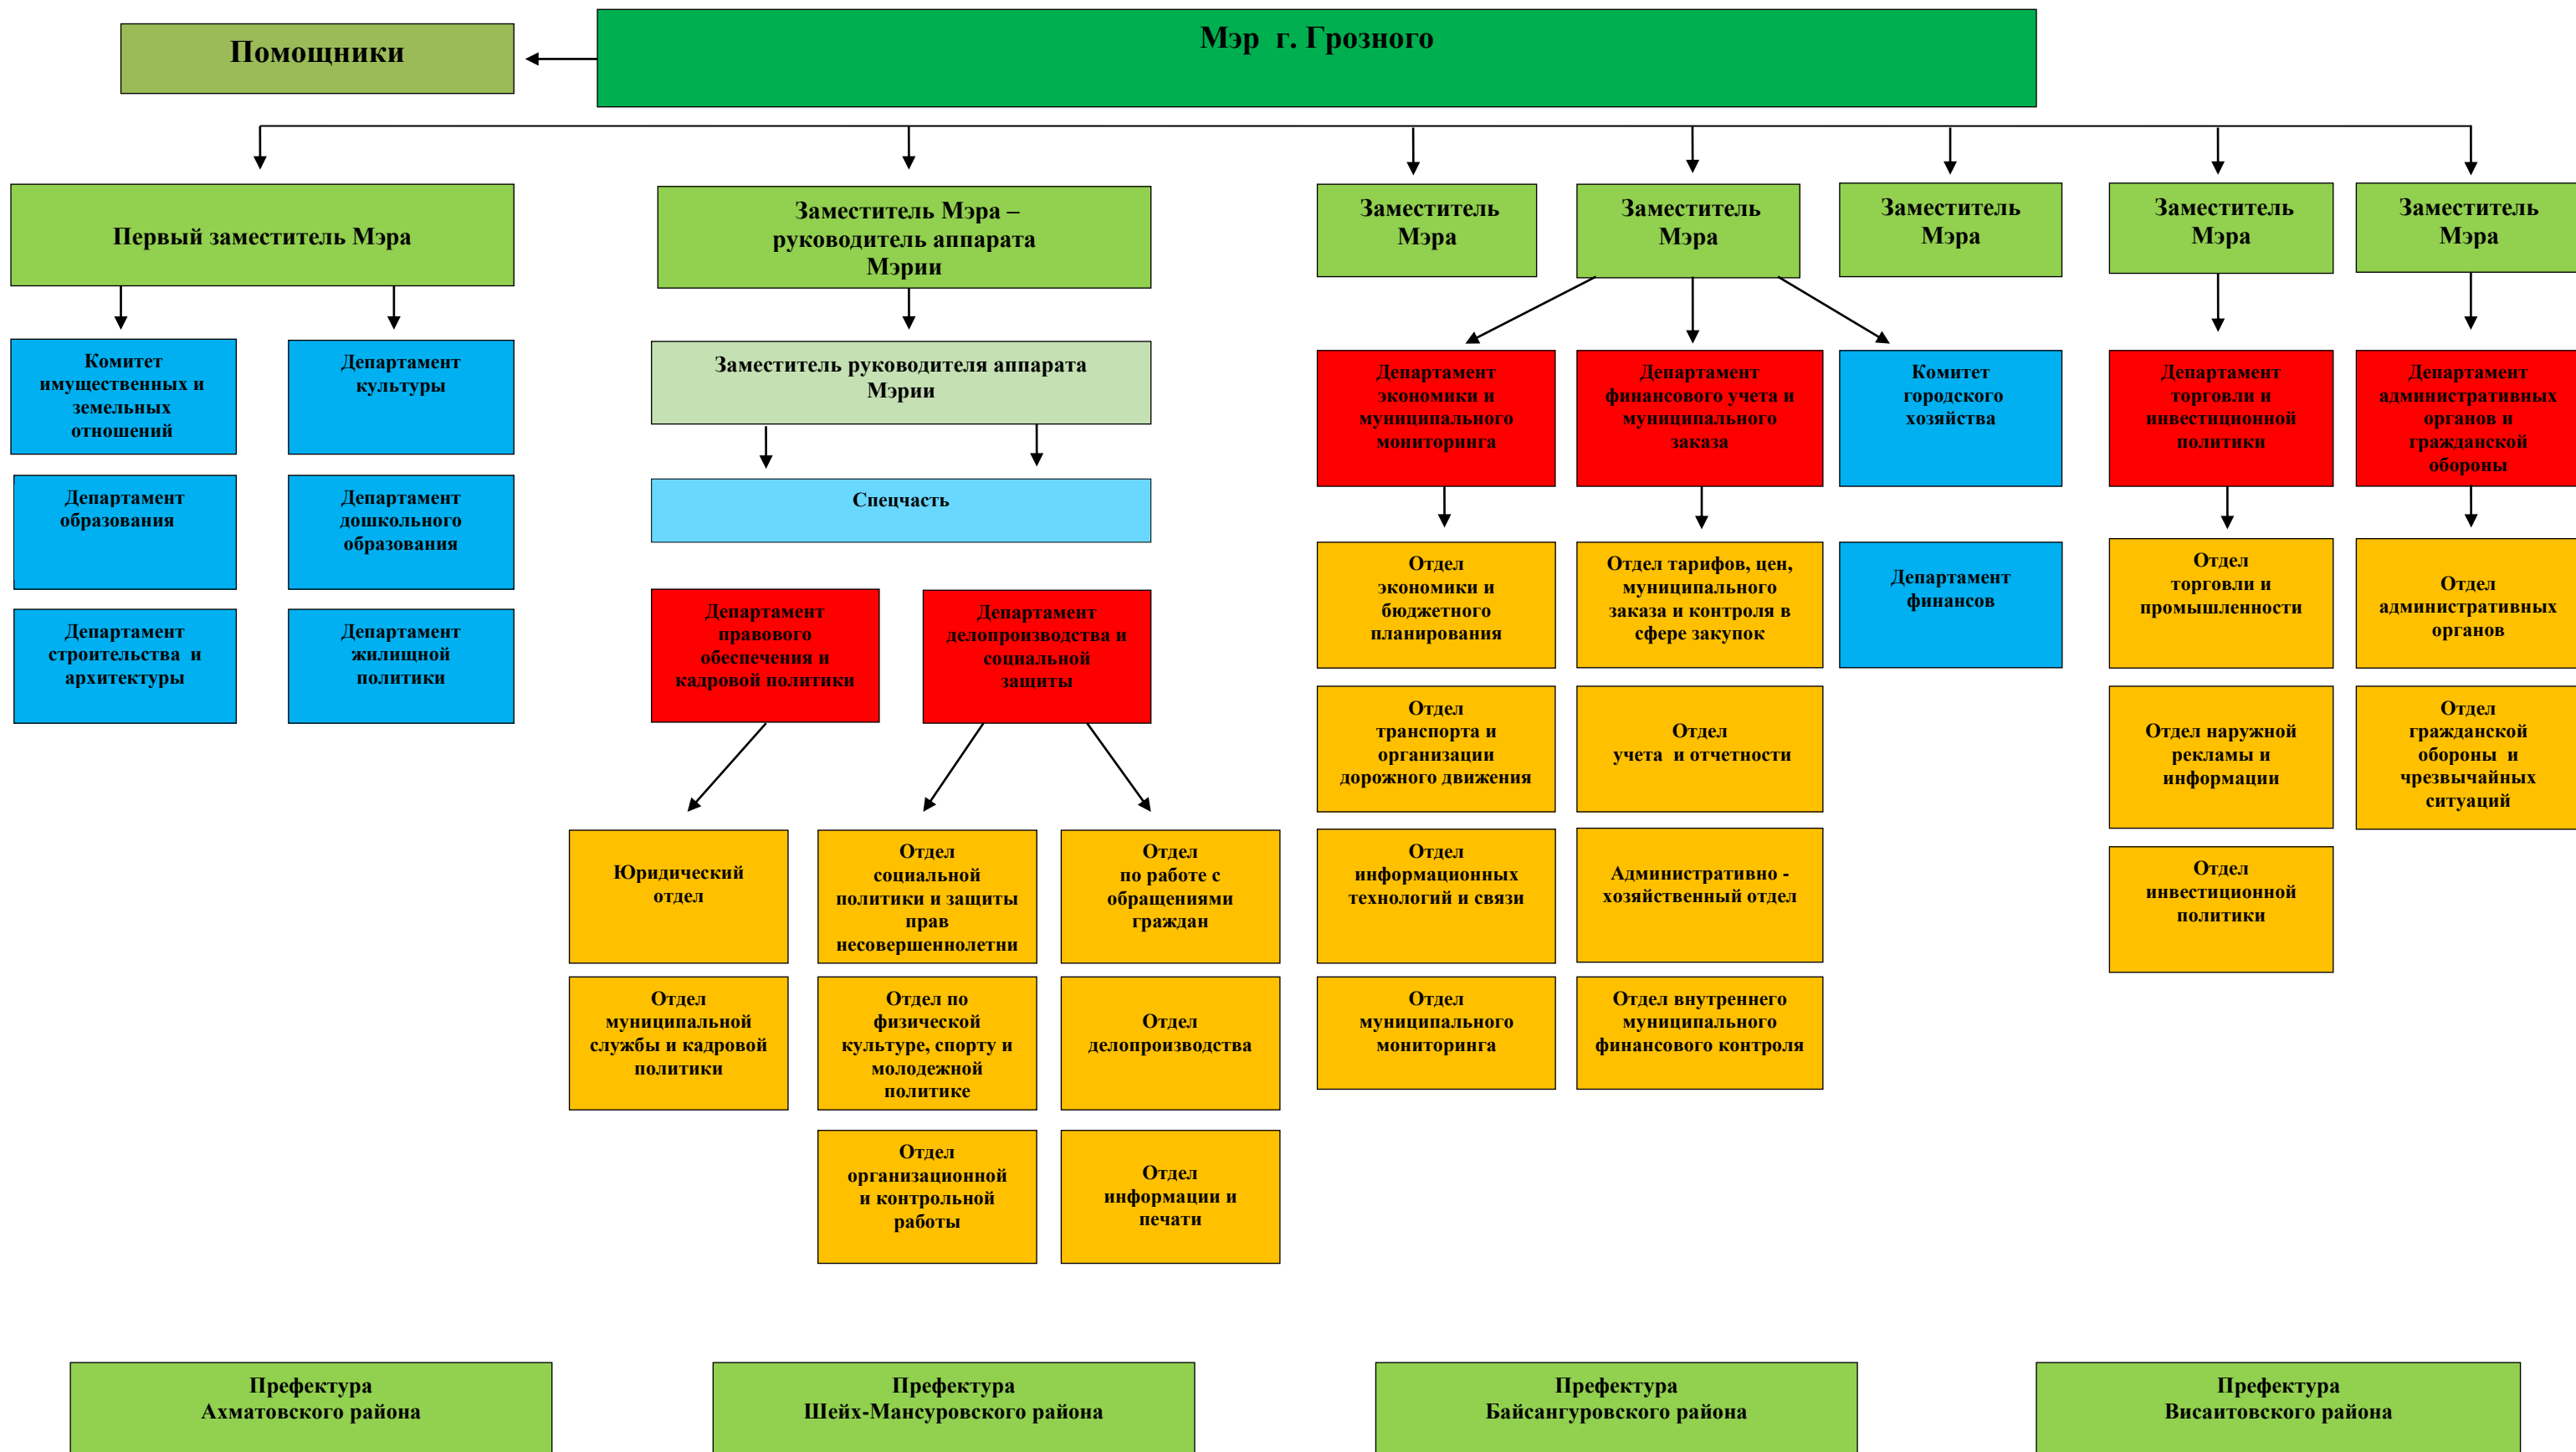 Помощники
Мэр г. Грозного
Первый заместитель Мэра
Заместитель Мэра –
руководитель аппарата
Мэрии
Заместитель
Мэра
Заместитель
Мэра
Заместитель
Мэра
Заместитель
Мэра
Заместитель
Мэра
Комитет
имущественных и
земельных
отношений
Департамент
культуры
Заместитель руководителя аппарата
Мэрии
Департамент
экономики и
муниципального
мониторинга
Департамент
финансового учета и
муниципального
заказа
Комитет
городского
хозяйства
Департамент
торговли и
инвестиционной
политики
Департамент
административных
органов и
гражданской
обороны
Департамент
образования
Департамент
дошкольного
образования
Спецчасть
Отдел
экономики и
бюджетного
планирования
Отдел тарифов, цен,
муниципального
заказа и контроля в
сфере закупок
Департамент
финансов
Отдел
торговли и
промышленности
Отдел
административных
органов
Департамент
строительства и
архитектуры
Департамент
жилищной
политики
Департамент
правового
обеспечения и
кадровой политики
Департамент
делопроизводства и
социальной
защиты
Отдел
транспорта и
организации
дорожного движения
Отдел
учета и отчетности
Отдел наружной
рекламы и
информации
Отдел
гражданской
обороны и
чрезвычайных
ситуаций
Юридический
отдел
Отдел
социальной
политики и защиты
прав
несовершеннолетни
Отдел
по работе с
обращениями
граждан
Отдел
информационных
технологий и связи
Административно -
хозяйственный отдел
Отдел
инвестиционной
политики
Отдел
муниципальной
службы и кадровой
политики
Отдел по
физической
культуре, спорту и
молодежной
политике
Отдел
делопроизводства
Отдел
муниципального
мониторинга
Отдел внутреннего
муниципального
финансового контроля
Отдел
организационной
и контрольной
работы
Отдел
информации и
печати
Префектура
Ахматовского района
Префектура
Шейх-Мансуровского района
Префектура
Байсангуровского района
Префектура
Висаитовского района